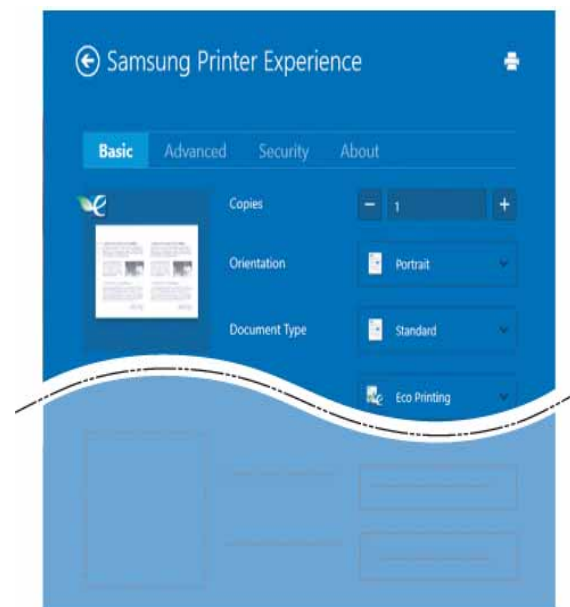 Samsung Printer Experience
Basic Advanced Security About
Copies 1
Orientation Portrait
Document Type Standard
Eco Printing